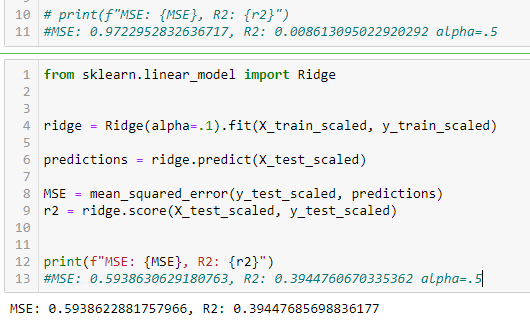 10 # print(f"MSE: {MSE}, R2: {r2}")
11 #MSE: 0.9722952832636717, R2: 0.008613095022920292 alpha=.5
1 from sklearn.linear_model import Ridge
2
3
4 ridge = Ridge(alpha=.1).fit(X_train_scaled, y_train_scaled)
5
6 predictions = ridge.predict(X_test_scaled)
7
8 MSE = mean_squared_error(y_test_scaled, predictions)
9 r2 = ridge.score(X_test_scaled, y_test_scaled)
10
11
12 print(f"MSE: {MSE}, R2: {r2}")
13 #MSE: 0.5938630629180763, R2: 0.3944760670335362 alpha=.5
MSE: 0.5938622881757966, R2: 0.39447685698836177